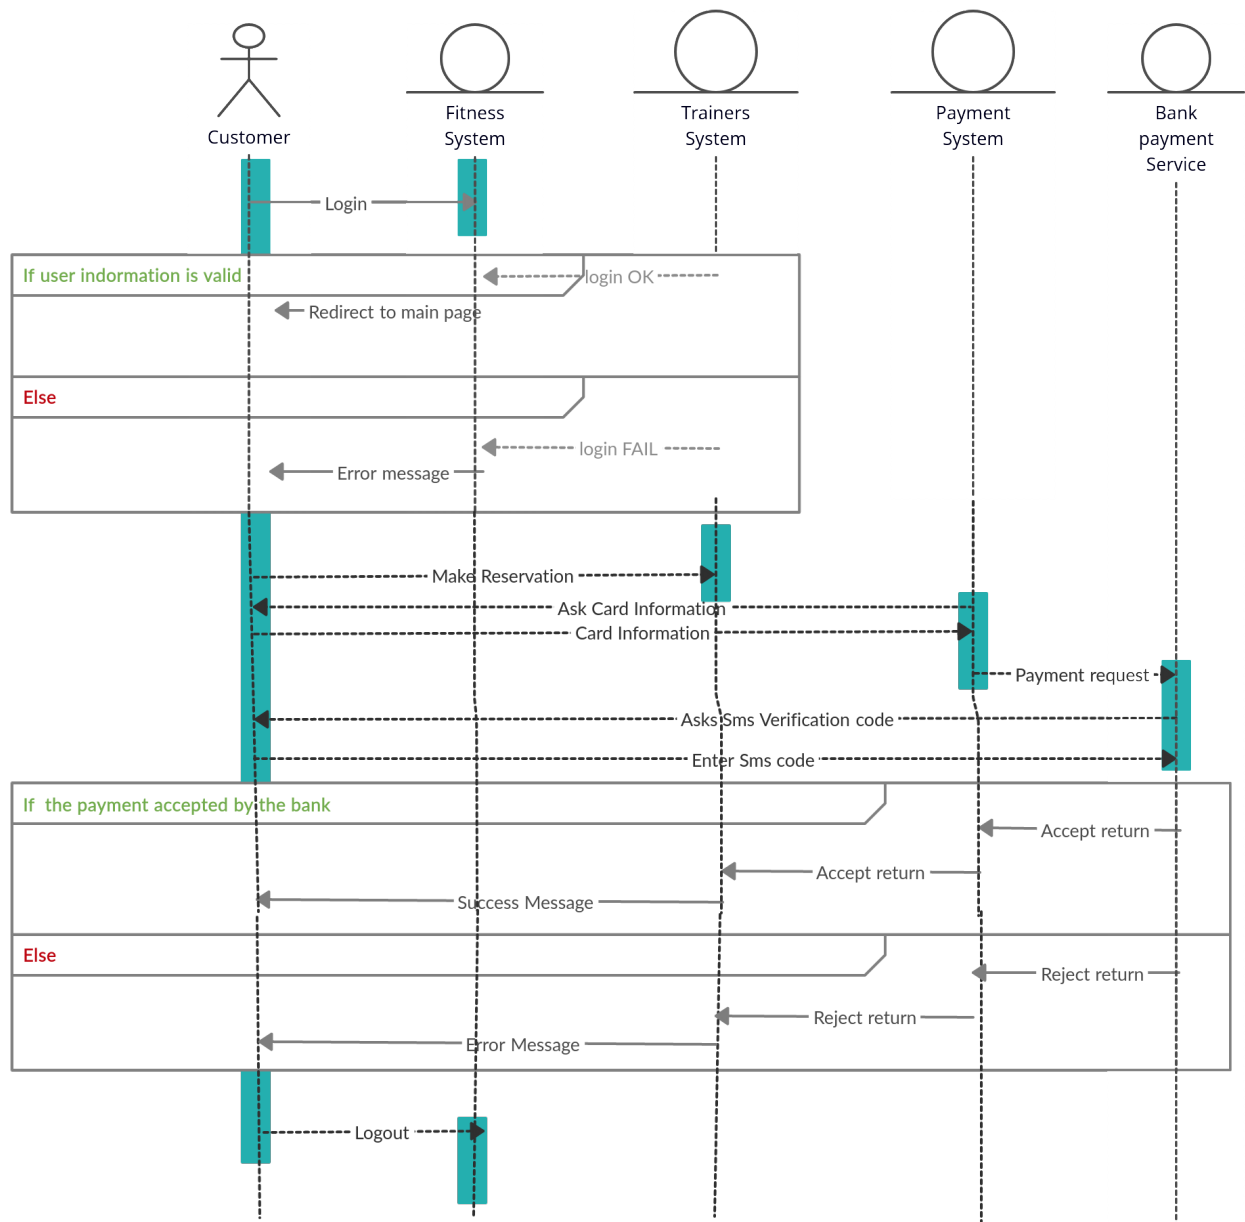 Customer
Fitness
System
Trainers
System
Payment
System
Bank
payment
Service
Login
If user indormation is valid
login OK
Redirect to main page
Else
login FAIL
Error message
Make Reservation
Ask Card Information
Card Information
Payment request
Asks Sms Verification code
Enter Sms code
If  the payment accepted by the bank
Accept return
Accept return
Success Message
Else
Reject return
Reject return
Error Message
Logout